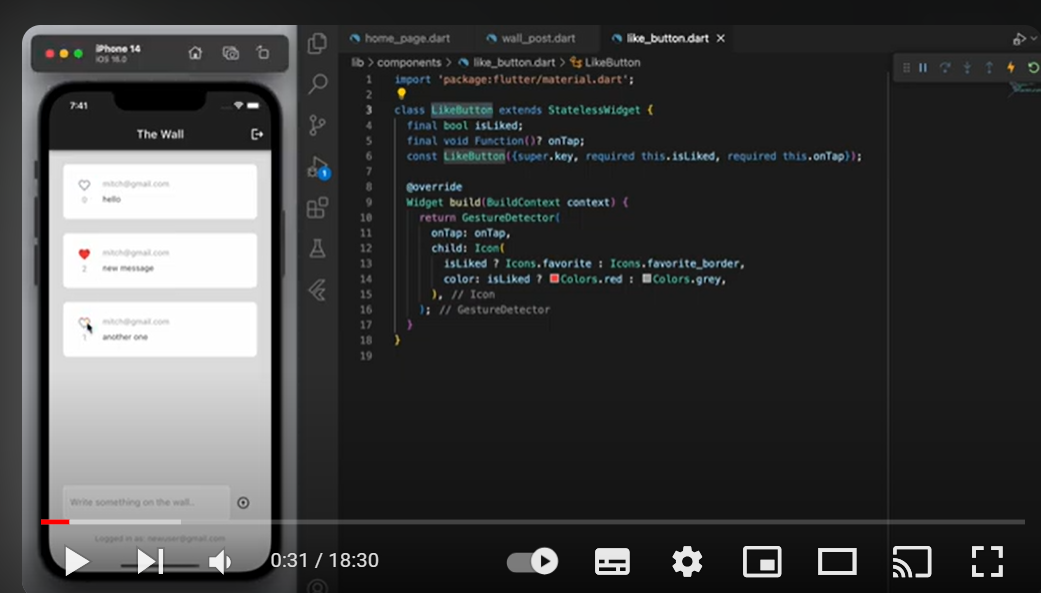 iPhone 14
iOS 16.0
7:41
The Wall
mitch@gmail.com
0 hello
mitch@gmail.com
2 new message
mitch@gmail.com
1 another one
Write something on the wall..
Logged in as: newuser@gmail.com
home_page.dart wall_post.dart like_button.dart
lib > components > like_button.dart > LikeButton
1 import 'package:flutter/material.dart';
2
3 class LikeButton extends StatelessWidget {
4 final bool isLiked;
5 final void Function()? onTap;
6 const LikeButton({super.key, required this.isLiked, required this.onTap});
7
8 @override
9 Widget build(BuildContext context) {
10 return GestureDetector(
11 onTap: onTap,
12 child: Icon(
13 isLiked ? Icons.favorite : Icons.favorite_border,
14 color: isLiked ? Colors.red : Colors.grey,
15 ), // Icon
16 ); // GestureDetector
17 }
18 }
19
1
0:31 / 18:30